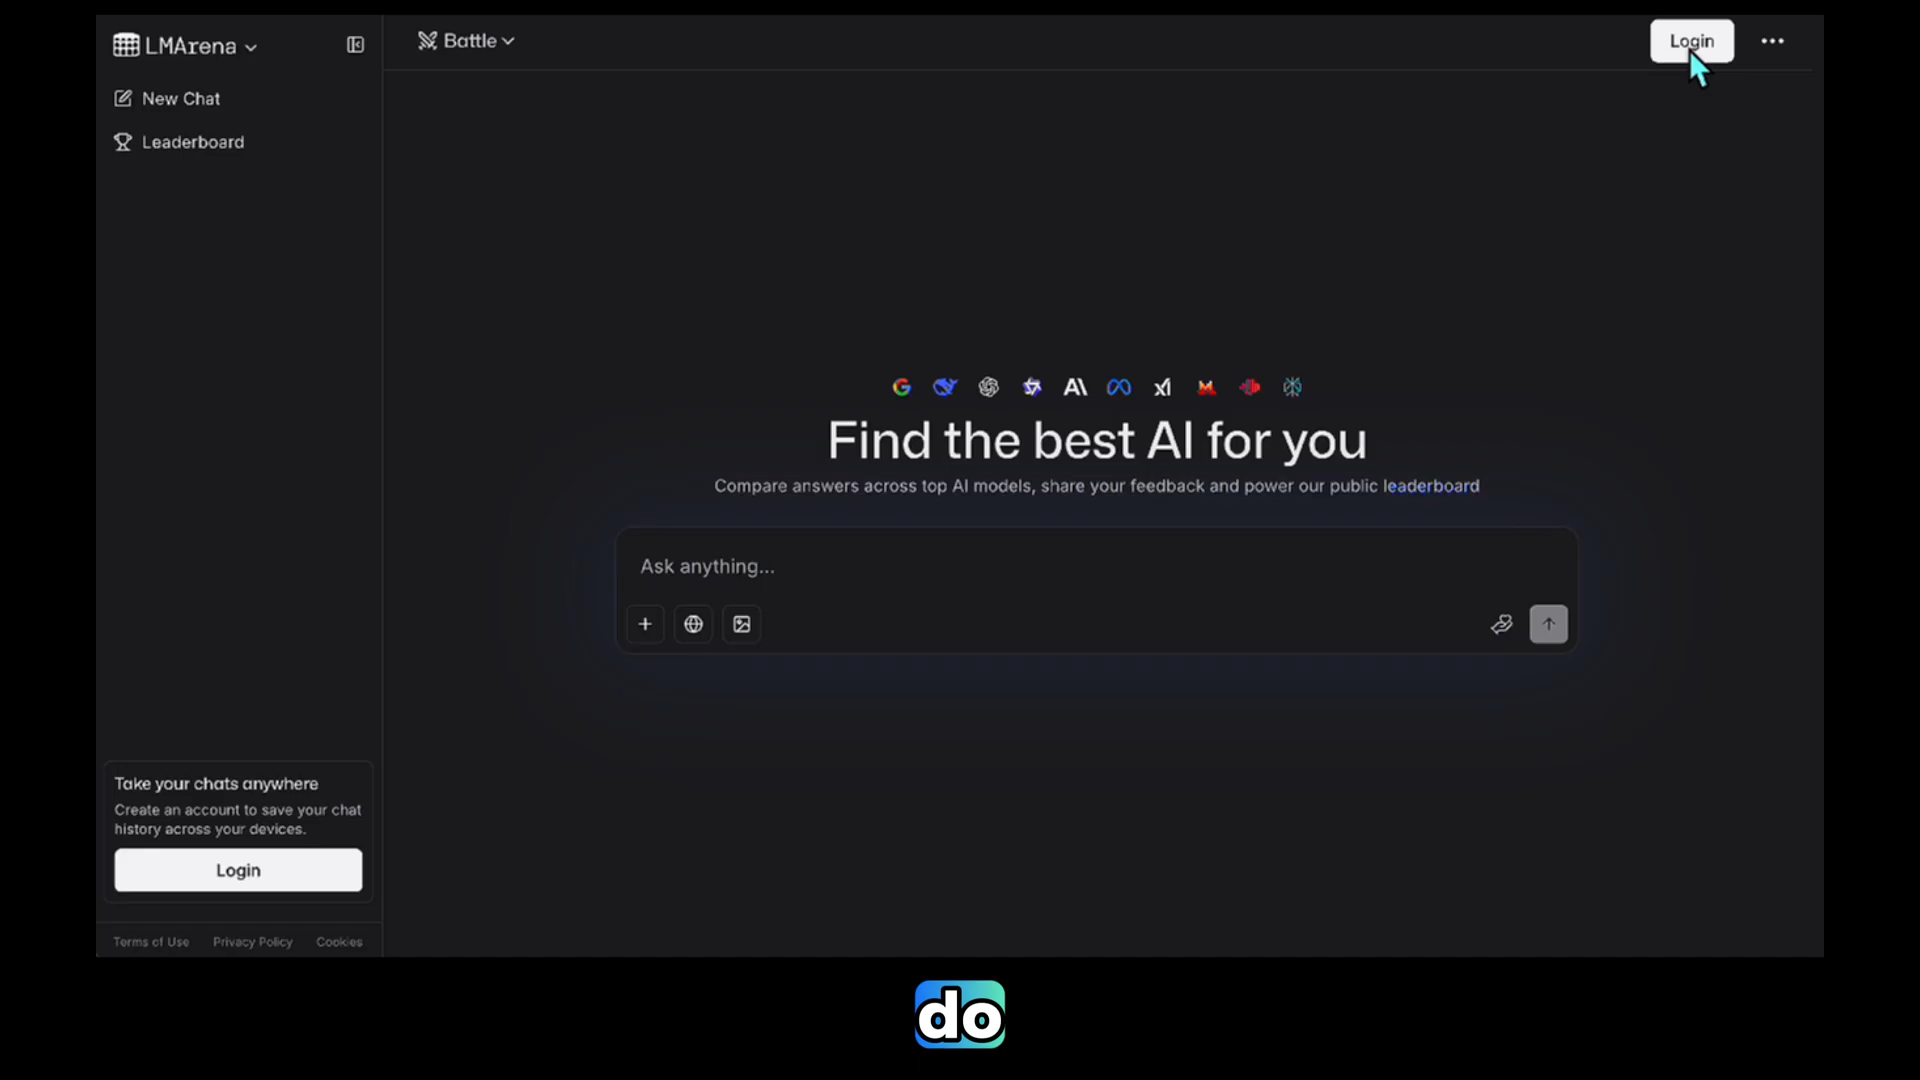 LMArena
Battle
Login
New Chat
Leaderboard
Find the best AI for you
Compare answers across top AI models, share your feedback and power our public leaderboard
Ask anything...
Take your chats anywhere
Create an account to save your chat
history across your devices.
Login
Terms of Use Privacy Policy Cookies
do